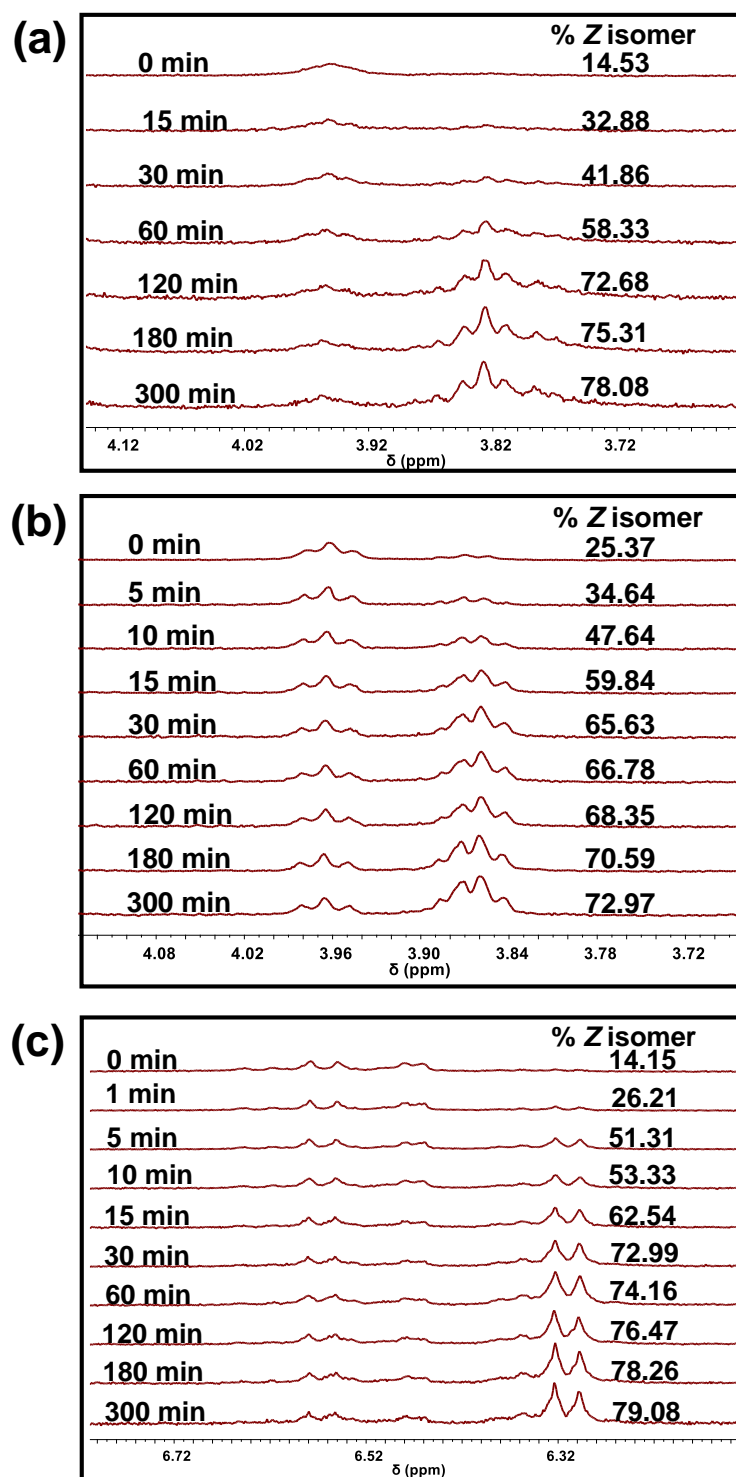 (a)
% Z isomer
0 min 14.53
15 min 32.88
30 min 41.86
60 min 58.33
120 min 72.68
180 min 75.31
300 min 78.08
4.12 4.02 3.92 3.82 3.72
δ (ppm)
(b)
% Z isomer
0 min 25.37
5 min 34.64
10 min 47.64
15 min 59.84
30 min 65.63
60 min 66.78
120 min 68.35
180 min 70.59
300 min 72.97
4.08 4.02 3.96 3.90 3.84 3.78 3.72
δ (ppm)
(c)
% Z isomer
0 min 14.15
1 min 26.21
5 min 51.31
10 min 53.33
15 min 62.54
30 min 72.99
60 min 74.16
120 min 76.47
180 min 78.26
300 min 79.08
6.72 6.52 6.32
δ (ppm)